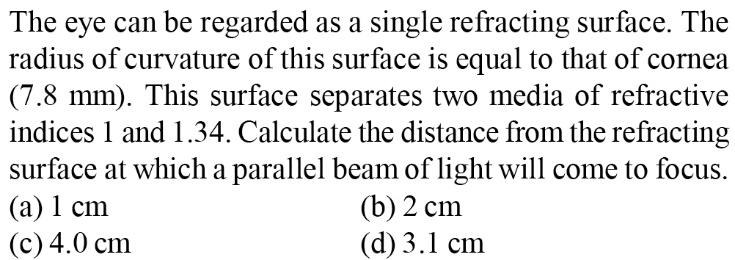 The eye can be regarded as a single refracting surface. The
radius of curvature of this surface is equal to that of cornea
(7.8 mm). This surface separates two media of refractive
indices 1 and 1.34. Calculate the distance from the refracting
surface at which a parallel beam of light will come to focus.
(a) 1 cm (b) 2 cm
(c) 4.0 cm (d) 3.1 cm